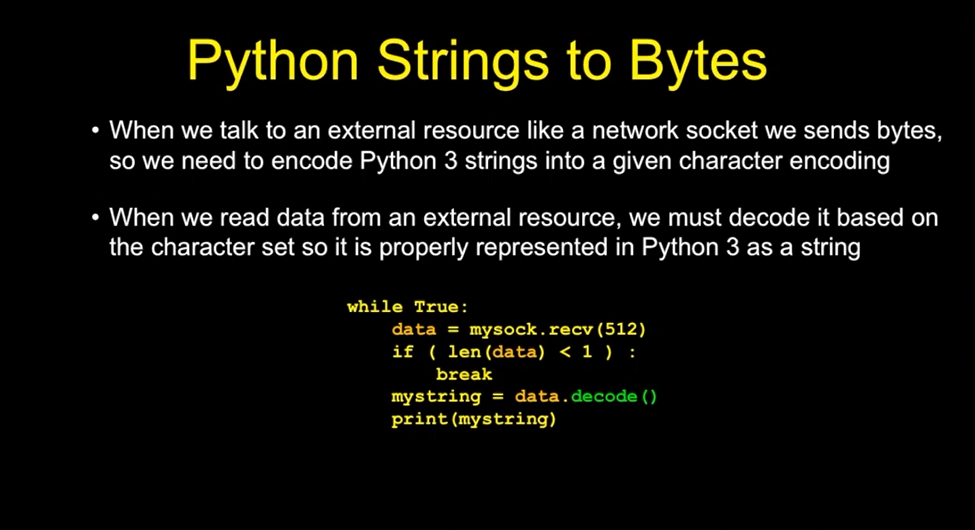 Python Strings to Bytes
• When we talk to an external resource like a network socket we sends bytes,
so we need to encode Python 3 strings into a given character encoding
• When we read data from an external resource, we must decode it based on
the character set so it is properly represented in Python 3 as a string
while True:
    data = mysock.recv(512)
    if ( len(data) < 1 ) :
        break
    mystring = data.decode()
    print(mystring)